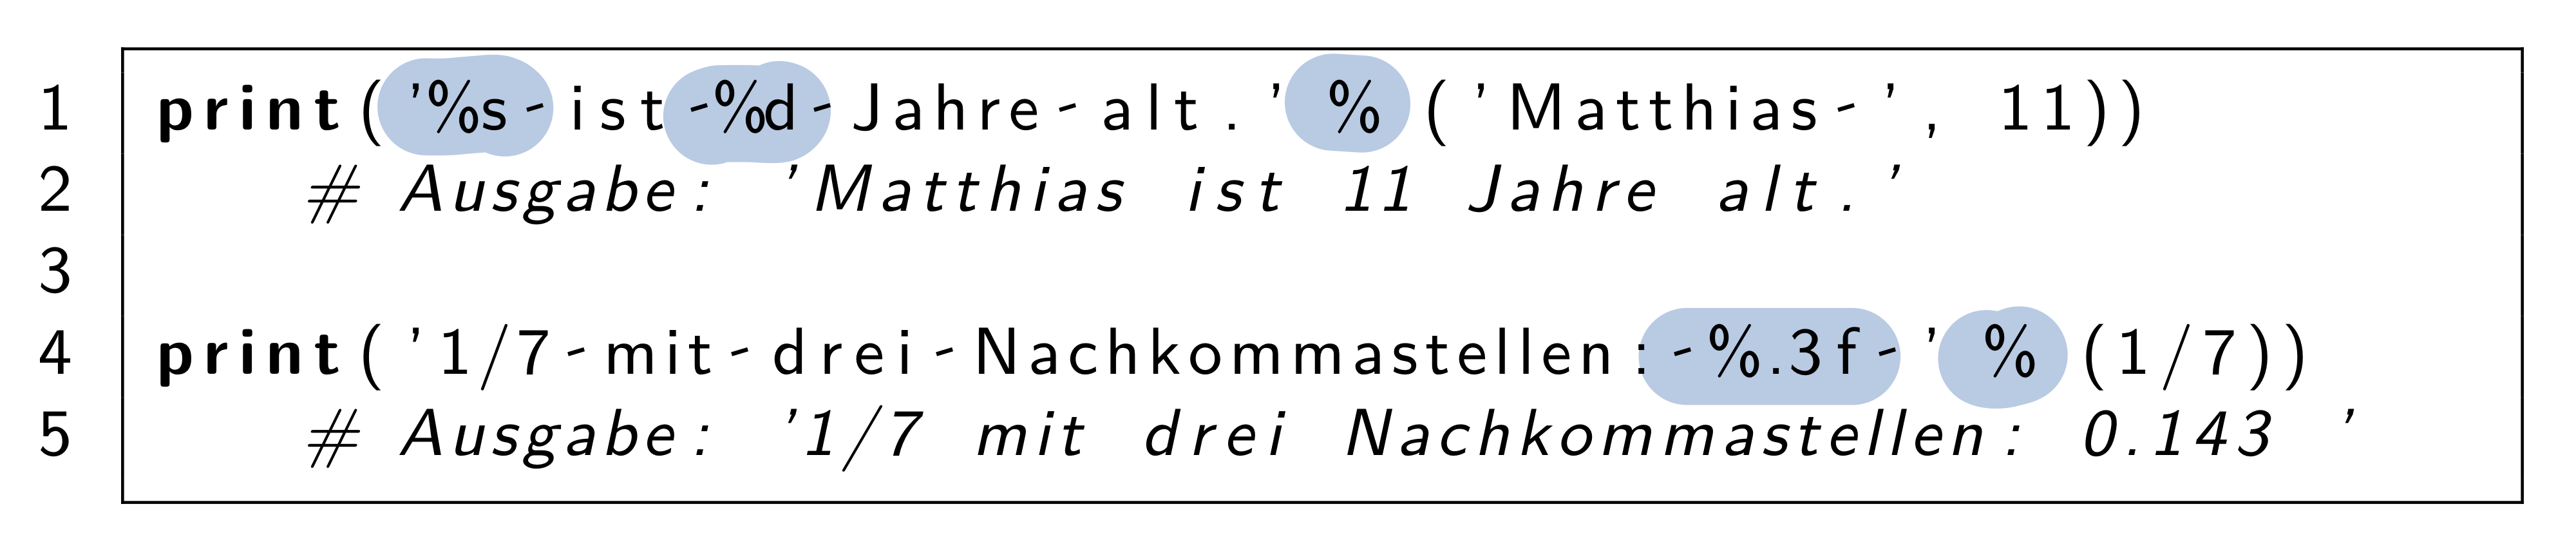 1 print('%s-ist-%d-Jahre-alt.' % ('Matthias-', 11))
2 # Ausgabe: 'Matthias ist 11 Jahre alt.'
3
4 print('1/7-mit-drei-Nachkommastellen:-%.3f-' % (1/7))
5 # Ausgabe: '1/7 mit drei Nachkommastellen: 0.143 '